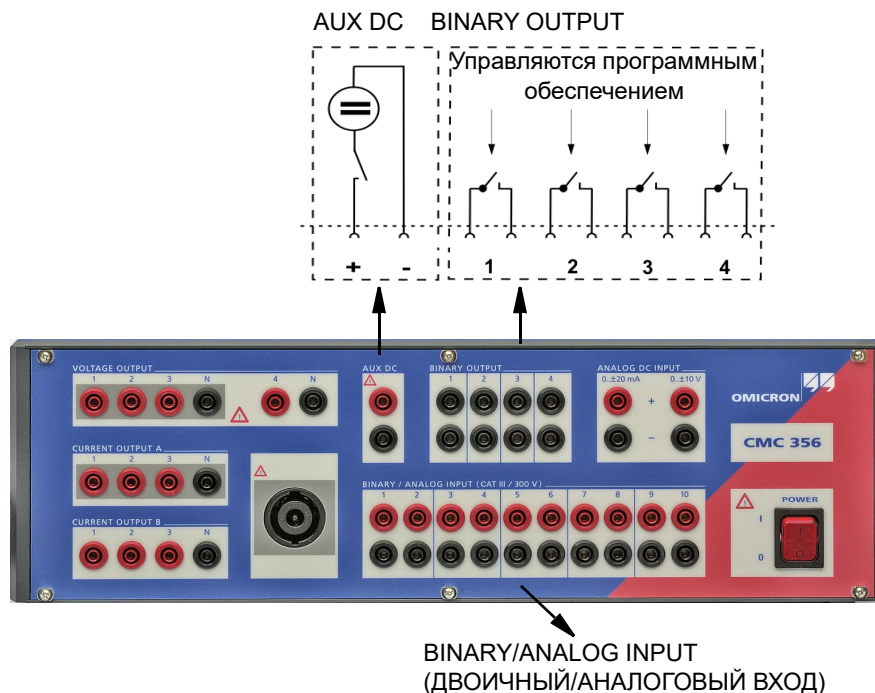 AUX DC BINARY OUTPUT
Управляются программным
обеспечением
+ - 1 2 3 4
VOLTAGE OUTPUT
1 2 3 N 4 N
AUX DC
BINARY OUTPUT
1 2 3 4
ANALOG DC INPUT
0..±20 mA 0..±10 V
+
−
OMICRON
CMC 356
CURRENT OUTPUT A
1 2 3 N
CURRENT OUTPUT B
1 2 3 N
BINARY / ANALOG INPUT (CAT III / 300 V)
1 2 3 4 5 6 7 8 9 10
POWER
I
0
BINARY/ANALOG INPUT
(ДВОИЧНЫЙ/АНАЛОГОВЫЙ ВХОД)